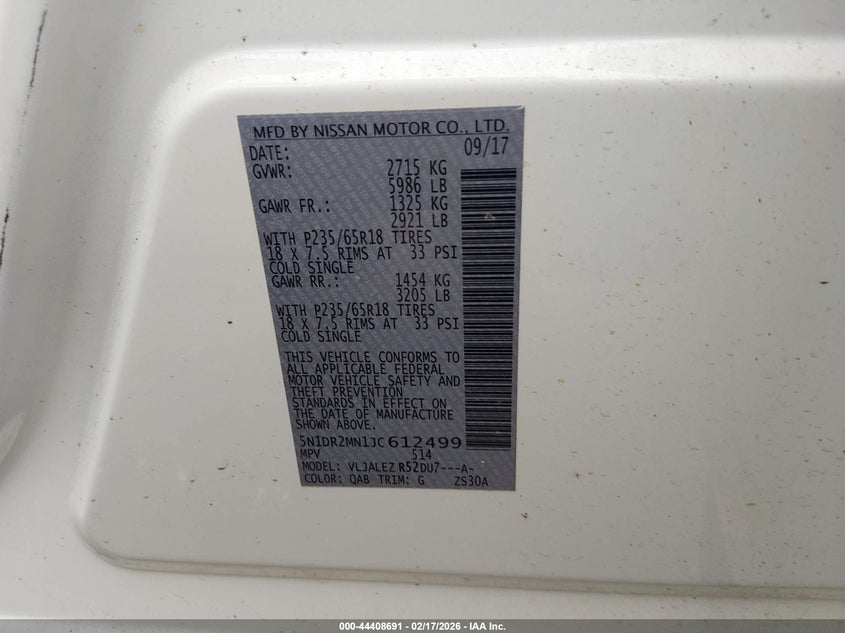 MFD BY NISSAN MOTOR CO., LTD.
DATE: 09/17
GVWR: 2715 KG
5986 LB
GAWR FR.: 1325 KG
2921 LB
WITH P235/65R18 TIRES
18 X 7.5 RIMS AT 33 PSI
COLD SINGLE
GAWR RR.: 1454 KG
3205 LB
WITH P235/65R18 TIRES
18 X 7.5 RIMS AT 33 PSI
COLD SINGLE
THIS VEHICLE CONFORMS TO
ALL APPLICABLE FEDERAL
MOTOR VEHICLE SAFETY AND
THEFT PREVENTION
STANDARDS IN EFFECT ON
THE DATE OF MANUFACTURE
SHOWN ABOVE.
5N1DR2MN1JC612499
MPV 514
MODEL: VLJALEZ R52DU7---A-
COLOR: QAB TRIM: G ZS30A
000-44408691 - 02/17/2026 - IAA Inc.